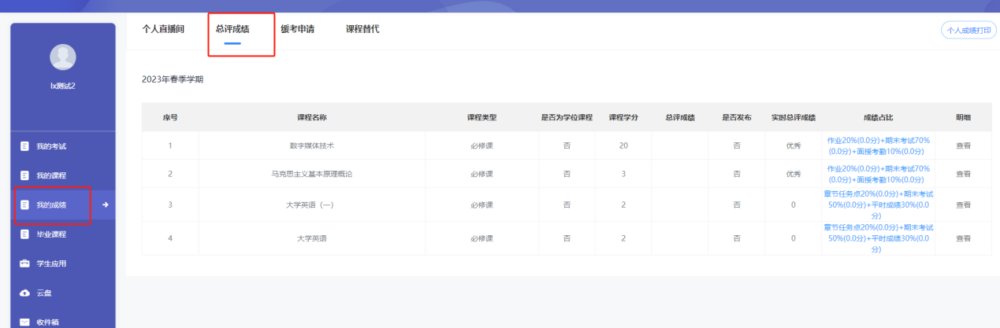 个人直播间 总评成绩 缓考申请 课程替代 个人成绩打印
lx测试2
我的考试
我的课程
我的成绩
毕业课程
学生应用
云盘
收件箱
2023年春季学期
序号 课程名称 课程类型 是否为学位课程 课程学分 总评成绩 是否发布 实时总评成绩 成绩占比 明细
1 数字媒体技术 必修课 否 20 否 优秀 作业20%(0.0分)+期末考试70%
(0.0分)+面授考勤10%(0.0分) 查看
2 马克思主义基本原理概论 必修课 否 3 否 优秀 作业20%(0.0分)+期末考试70%
(0.0分)+面授考勤10%(0.0分) 查看
3 大学英语（一） 必修课 否 2 否 0 章节任务点20%(0.0分)+期末考试
50%(0.0分)+平时成绩30%(0.0
分) 查看
4 大学英语 必修课 否 2 否 0 章节任务点20%(0.0分)+期末考试
50%(0.0分)+平时成绩30%(0.0
分) 查看